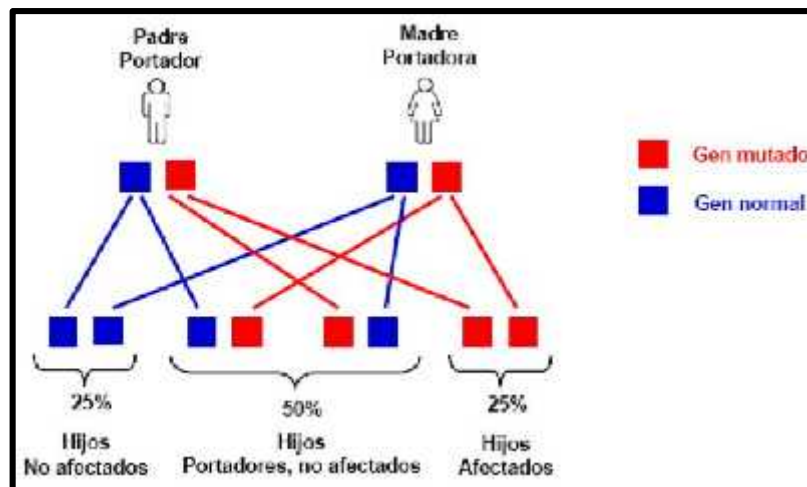 Padre
Portador
Madre
Portadora
Gen mutado
Gen normal
25%
50%
25%
Hijos
No afectados
Hijos
Portadores, no afectados
Hijos
Afectados